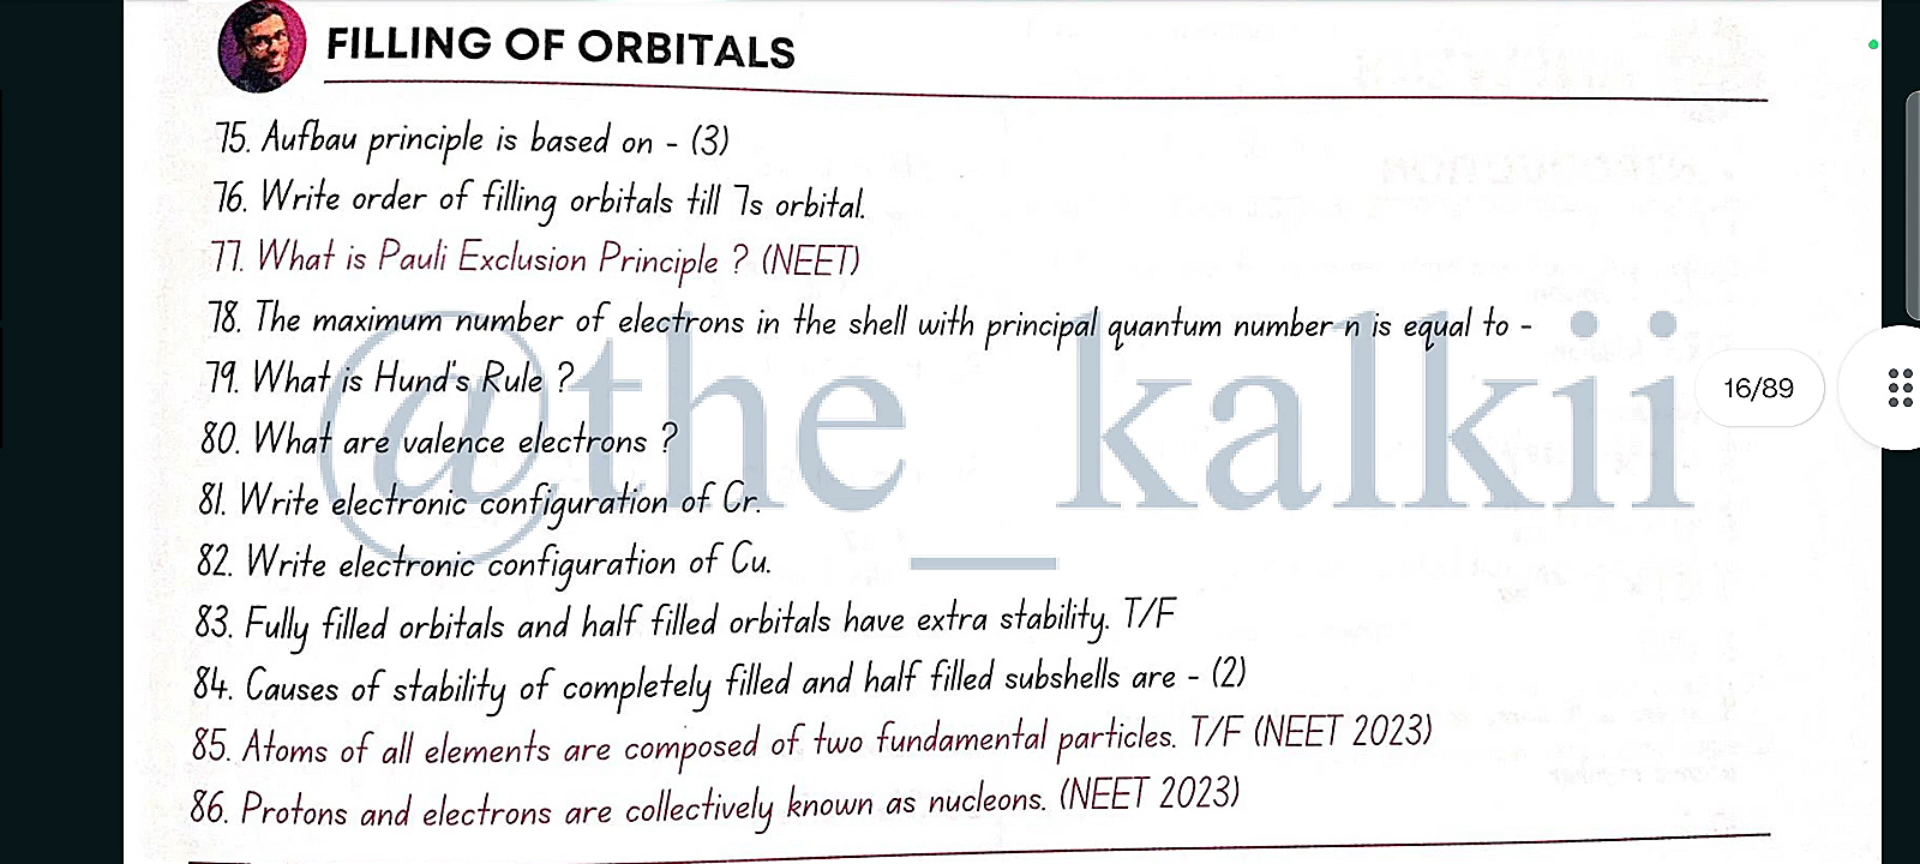 FILLING OF ORBITALS
75. Aufbau principle is based on - (3)
76. Write order of filling orbitals till 7s orbital.
77. What is Pauli Exclusion Principle ? (NEET)
78. The maximum number of electrons in the shell with principal quantum number n is equal to -
79. What is Hund's Rule ?
80. What are valence electrons ?
81. Write electronic configuration of Cr.
82. Write electronic configuration of Cu.
83. Fully filled orbitals and half filled orbitals have extra stability. T/F
84. Causes of stability of completely filled and half filled subshells are - (2)
85. Atoms of all elements are composed of two fundamental particles. T/F (NEET 2023)
86. Protons and electrons are collectively known as nucleons. (NEET 2023)
@the_kalkii
16/89